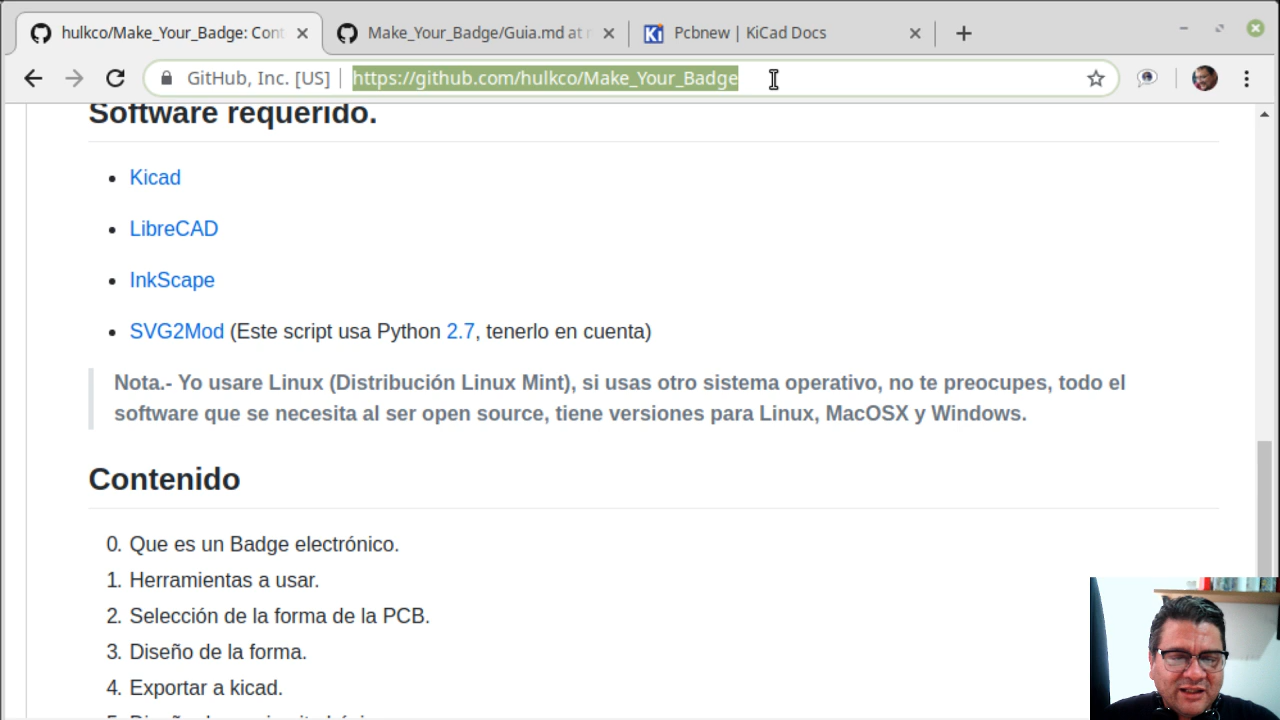 hulkco/Make_Your_Badge: Cont
Make_Your_Badge/Guia.md at
Pcbnew | KiCad Docs
GitHub, Inc. [US]
https://github.com/hulkco/Make_Your_Badge
Software requerido.
Kicad
LibreCAD
InkScape
SVG2Mod (Este script usa Python 2.7, tenerlo en cuenta)
Nota.- Yo usare Linux (Distribución Linux Mint), si usas otro sistema operativo, no te preocupes, todo el
software que se necesita al ser open source, tiene versiones para Linux, MacOSX y Windows.
Contenido
0. Que es un Badge electrónico.
1. Herramientas a usar.
2. Selección de la forma de la PCB.
3. Diseño de la forma.
4. Exportar a kicad.